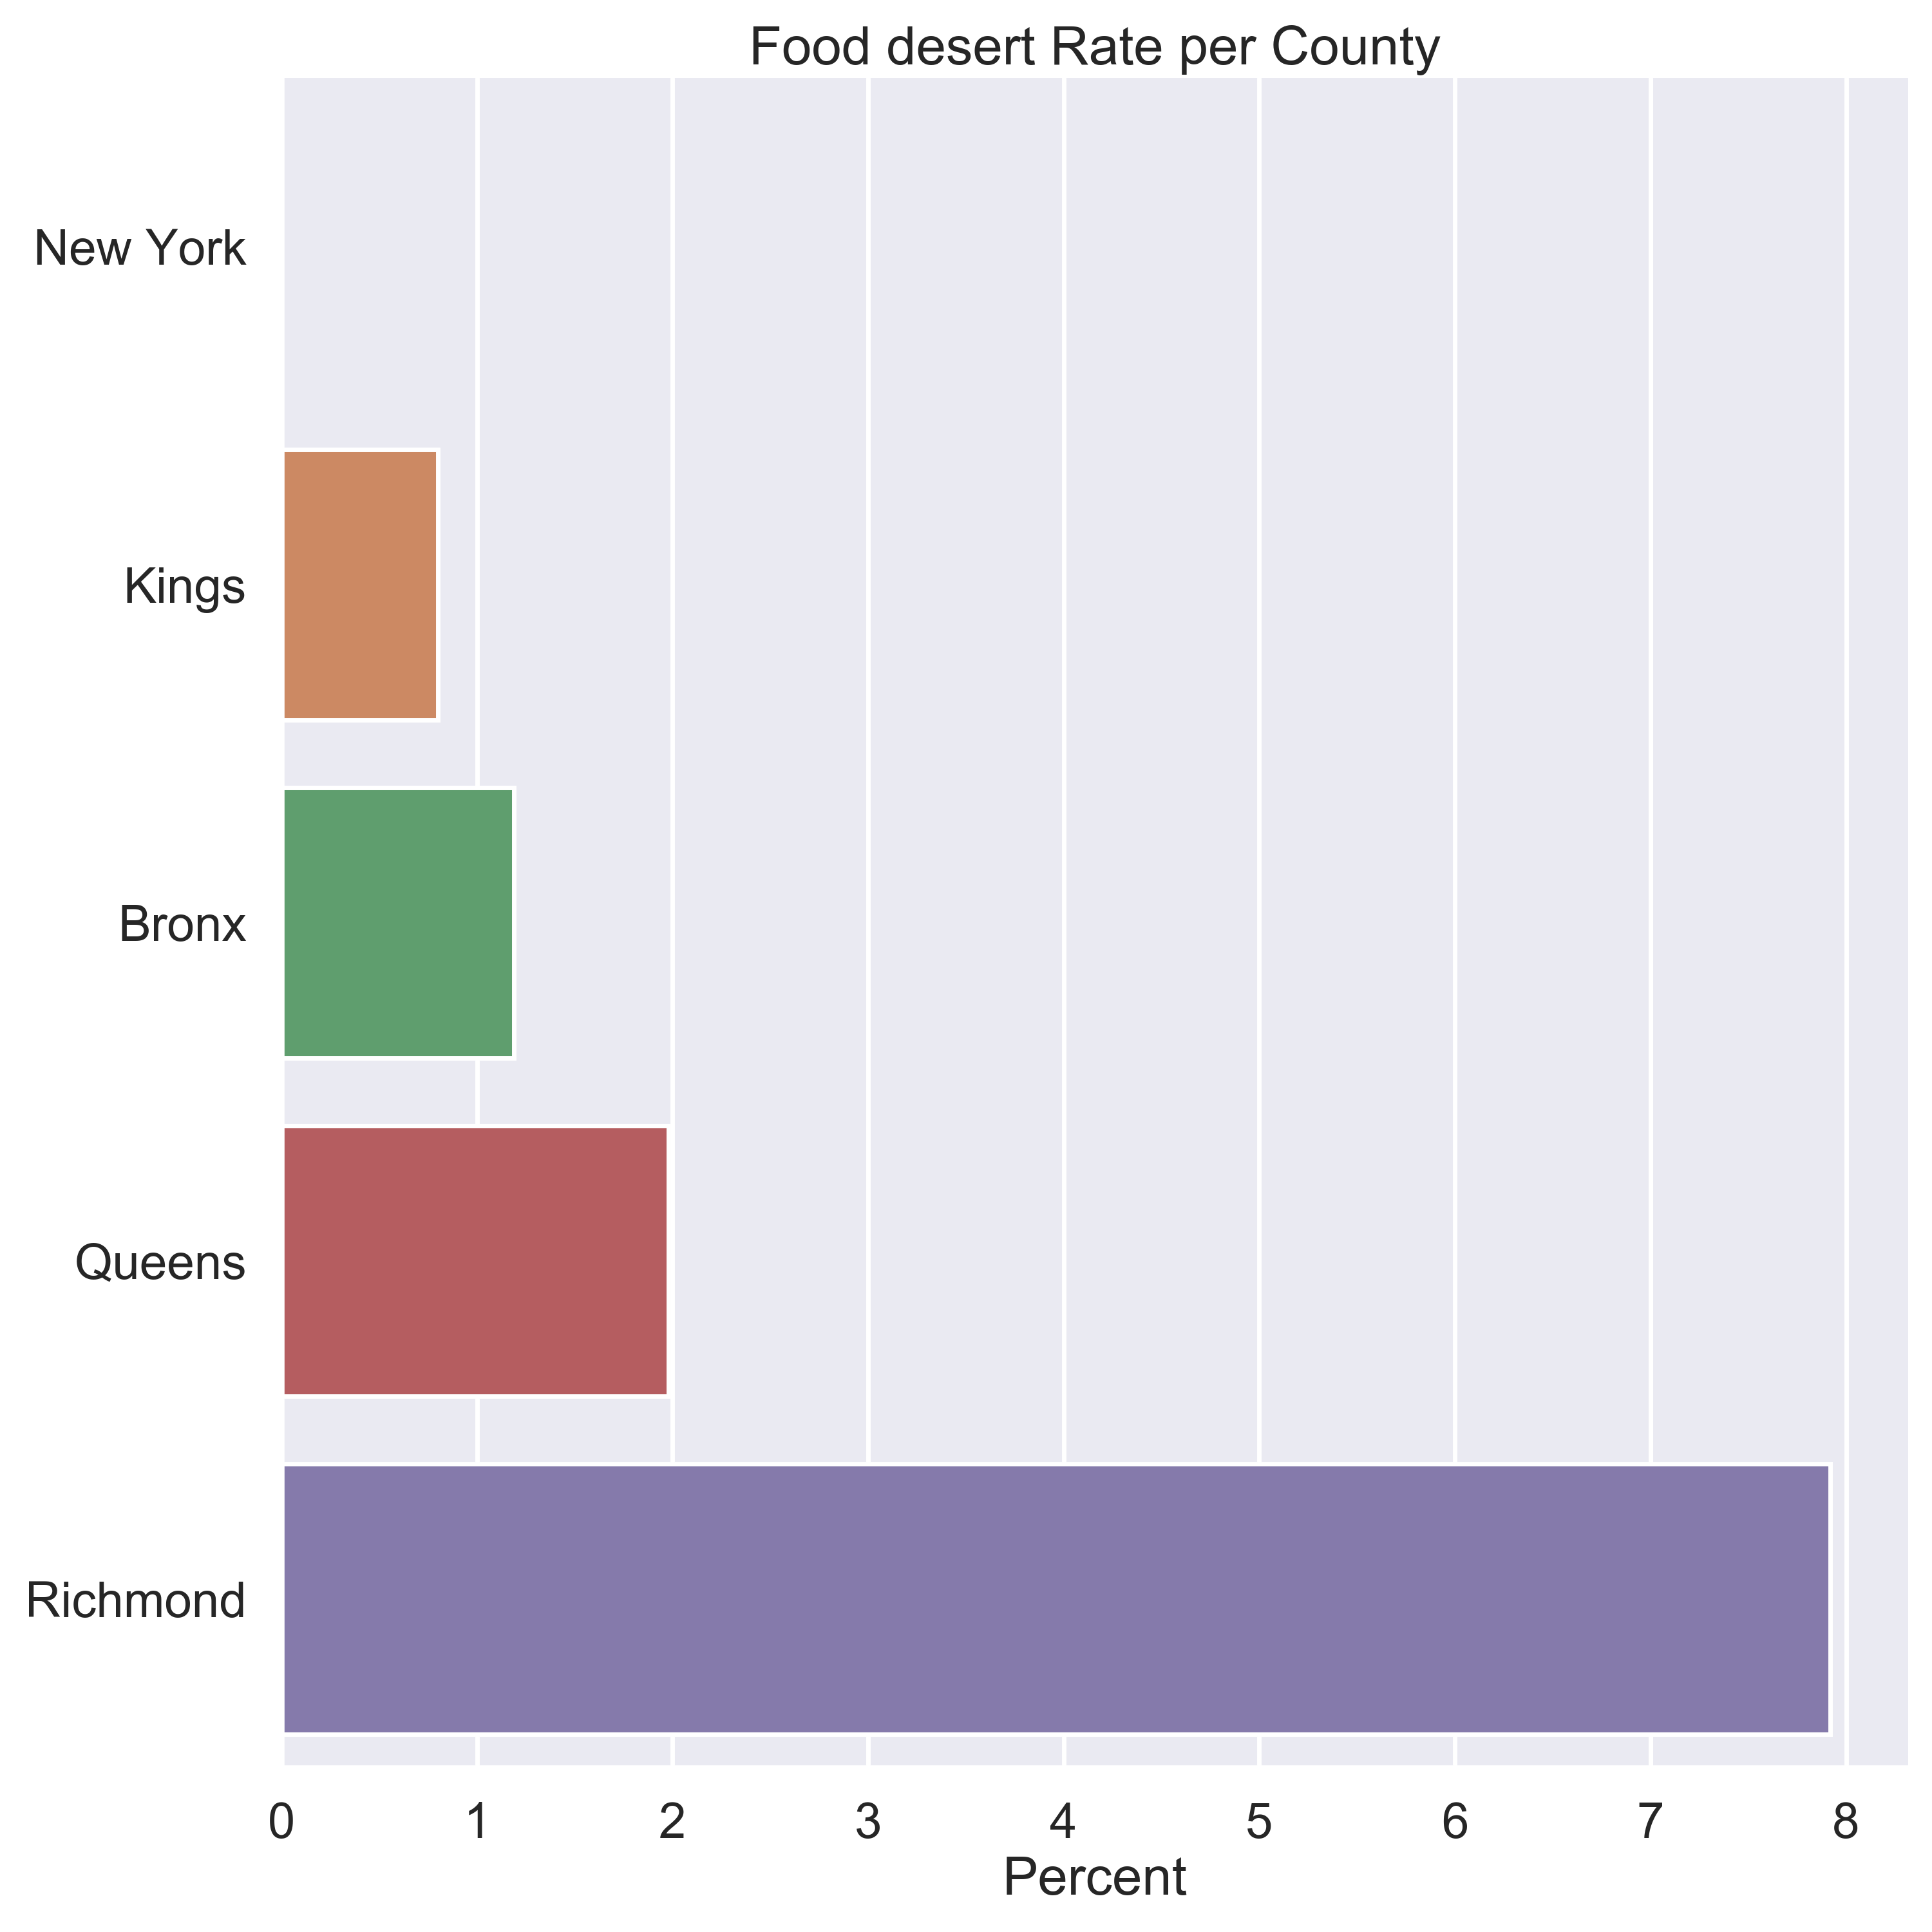 Food desert Rate per County
New York
Kings
Bronx
Queens
Richmond
0 1 2 3 4 5 6 7 8
Percent